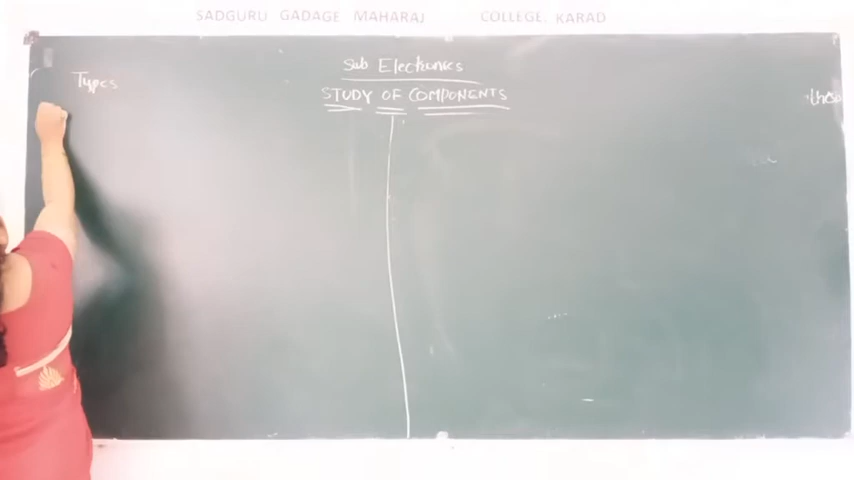 SADGURU GADAGE MAHARAJ COLLEGE. KARAD
Sub Electronics
STUDY OF COMPONENTS
Types